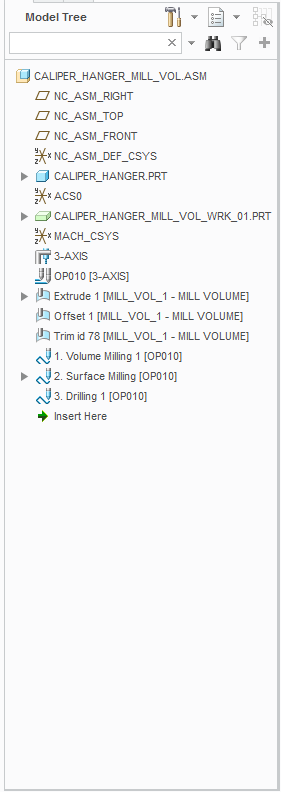 Model Tree
CALIPER_HANGER_MILL_VOL.ASM
NC_ASM_RIGHT
NC_ASM_TOP
NC_ASM_FRONT
NC_ASM_DEF_CSYS
CALIPER_HANGER.PRT
ACS0
CALIPER_HANGER_MILL_VOL_WRK_01.PRT
MACH_CSYS
3-AXIS
OP010 [3-AXIS]
Extrude 1 [MILL_VOL_1 - MILL VOLUME]
Offset 1 [MILL_VOL_1 - MILL VOLUME]
Trim id 78 [MILL_VOL_1 - MILL VOLUME]
1. Volume Milling 1 [OP010]
2. Surface Milling [OP010]
3. Drilling 1 [OP010]
Insert Here